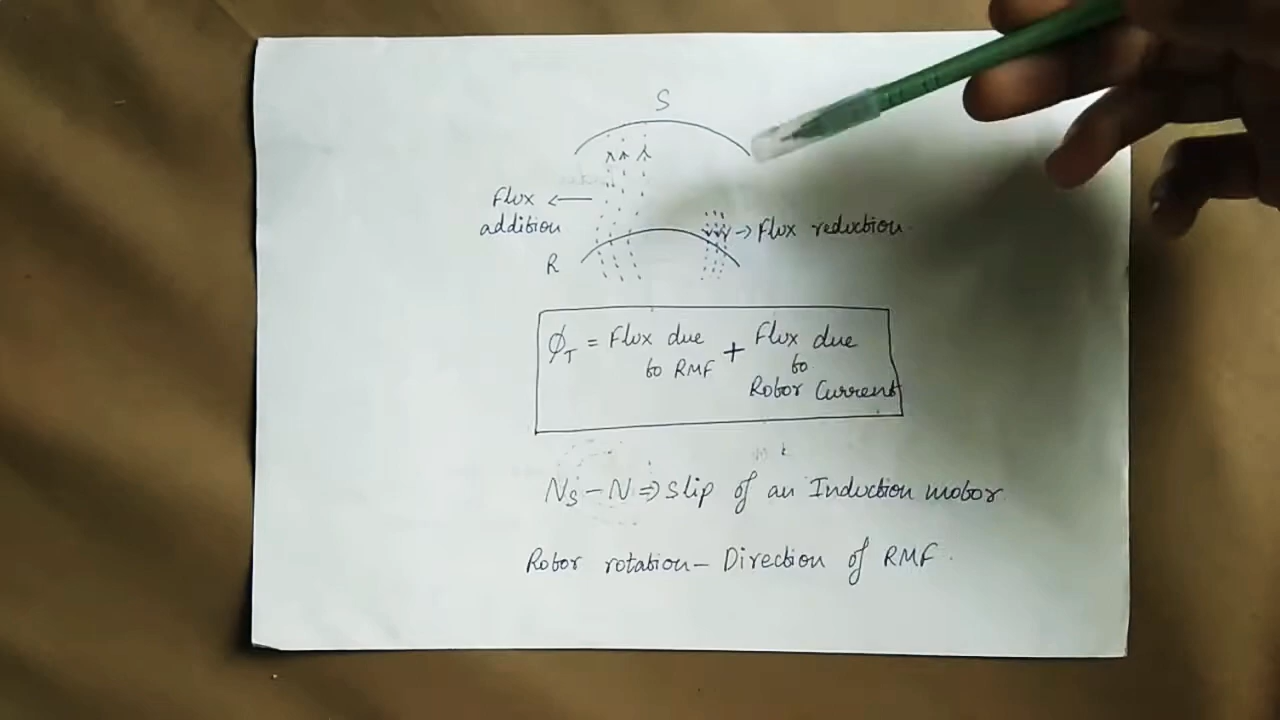 S
Flux ←
addition
→ Flux reduction
R
ϕT = Flux due + Flux due
to RMF to
Rotor Current
NS - N ⇒ Slip of an Induction motor
Rotor rotation - Direction of RMF.